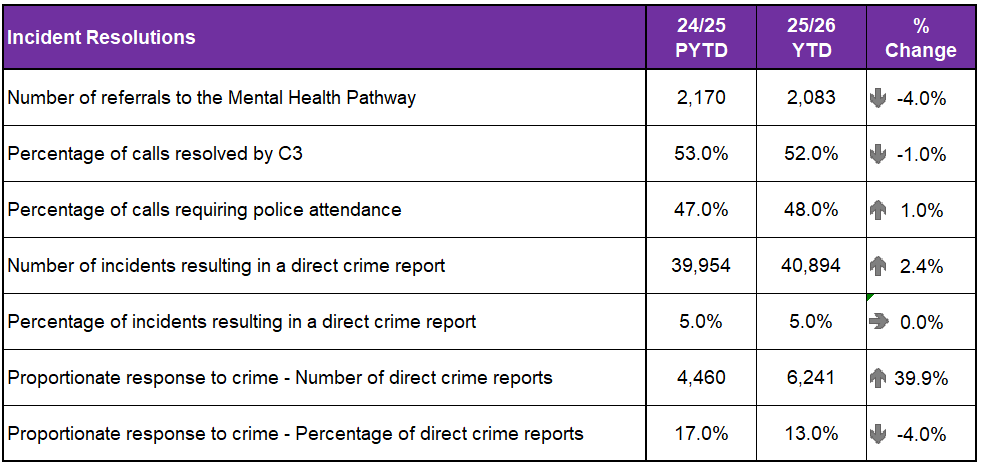 Incident Resolutions 24/25 PYTD 25/26 YTD % Change
Number of referrals to the Mental Health Pathway 2,170 2,083 -4.0%
Percentage of calls resolved by C3 53.0% 52.0% -1.0%
Percentage of calls requiring police attendance 47.0% 48.0% 1.0%
Number of incidents resulting in a direct crime report 39,954 40,894 2.4%
Percentage of incidents resulting in a direct crime report 5.0% 5.0% 0.0%
Proportionate response to crime - Number of direct crime reports 4,460 6,241 39.9%
Proportionate response to crime - Percentage of direct crime reports 17.0% 13.0% -4.0%